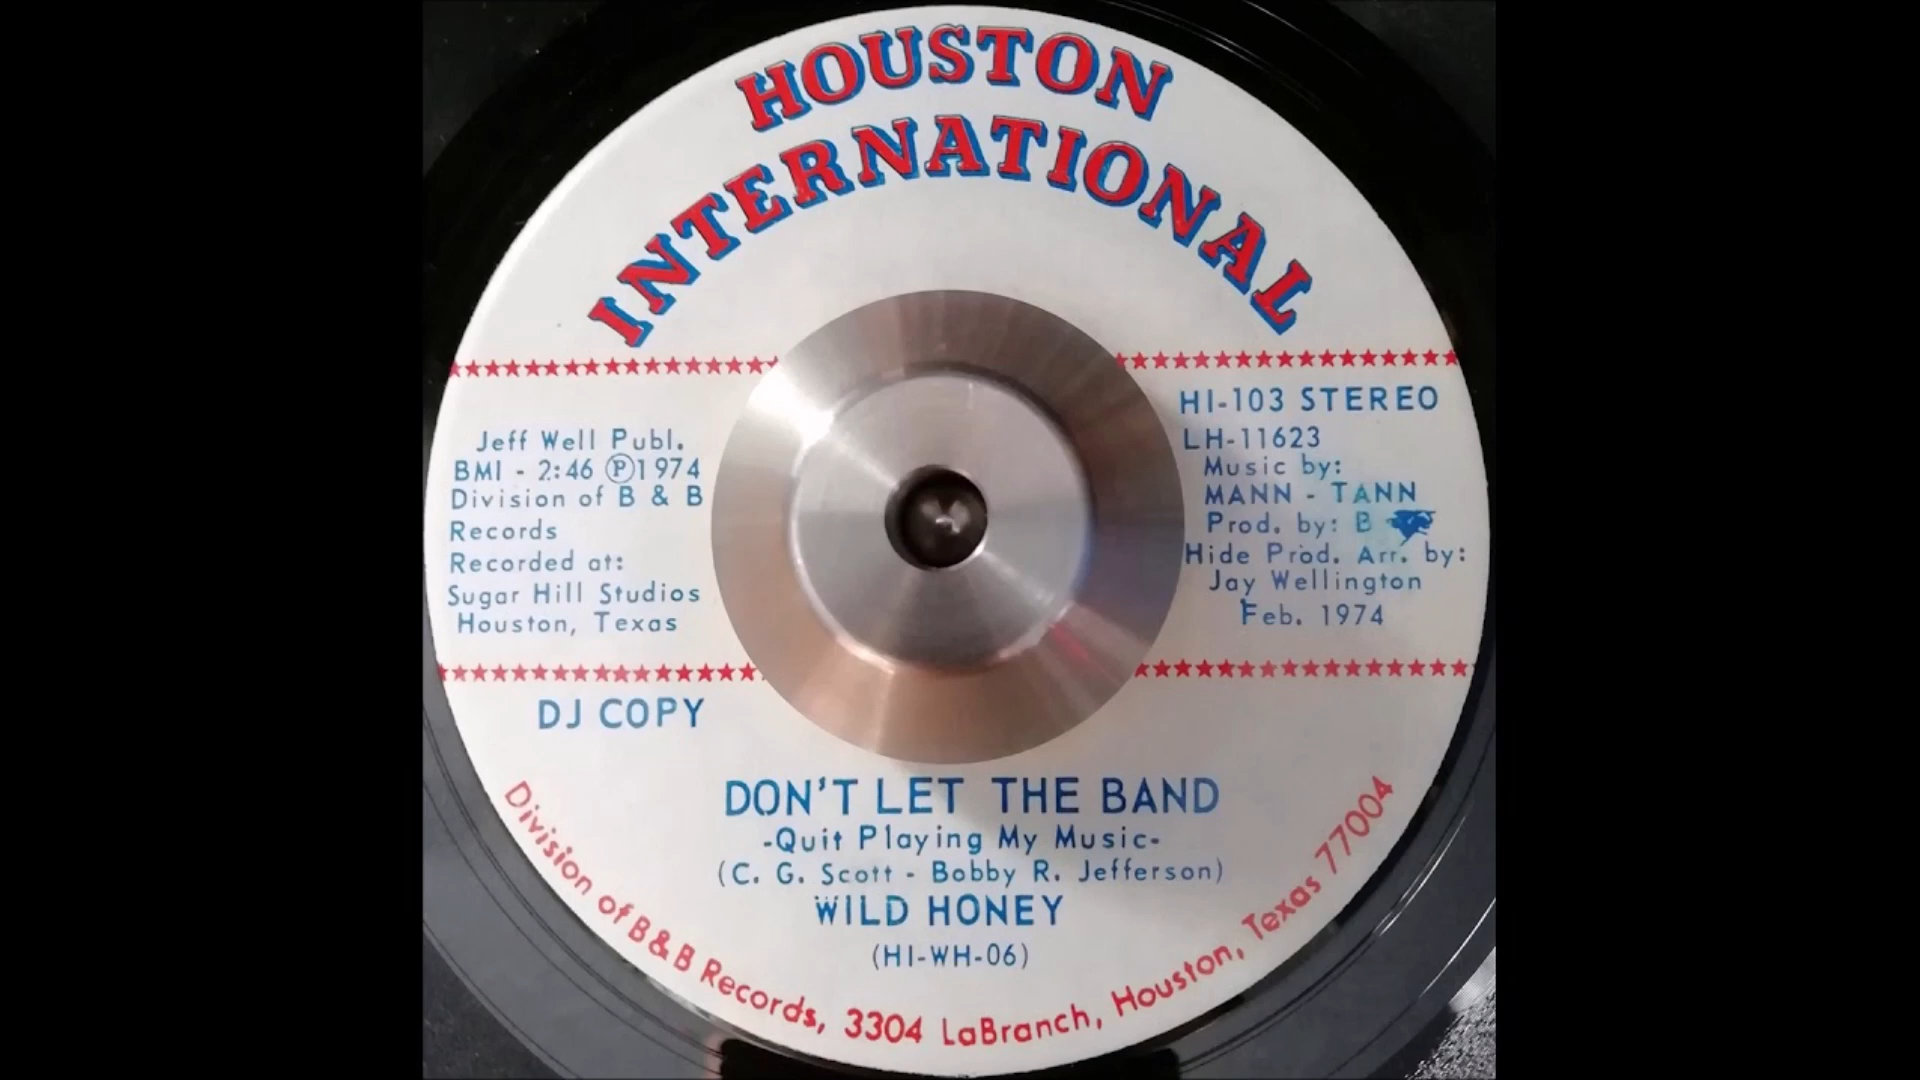 HOUSTON
INTERNATIONAL
Jeff Well Publ.
BMI - 2:46 Ⓟ1974
Division of B & B
Records
Recorded at:
Sugar Hill Studios
Houston, Texas
HI-103 STEREO
LH-11623
Music by:
MANN - TANN
Prod. by: B
Hide Prod. Arr. by:
Jay Wellington
Feb. 1974
DJ COPY
DON'T LET THE BAND
-Quit Playing My Music-
(C. G. Scott - Bobby R. Jefferson)
WILD HONEY
(HI-WH-06)
Division of B&B Records, 3304 LaBranch, Houston, Texas 77004